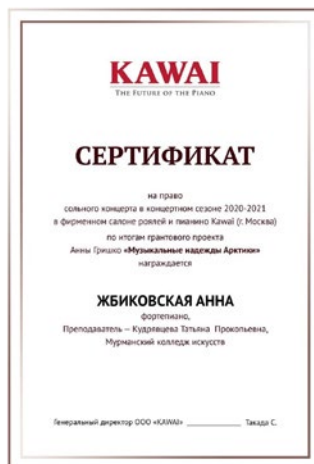 KAWAI
THE FUTURE OF THE PIANO
СЕРТИФИКАТ
на право
сольного концерта в концертном сезоне 2020-2021
в фирменном салоне роялей и пианино Kawai (г. Москва)
по итогам грантового проекта
Анны Гришко «Музыкальные надежды Арктики»
награждается
ЖБИКОВСКАЯ АННА
фортепиано,
Преподаватель – Кудрявцева Татьяна Прокопьевна,
Мурманский колледж искусств
Генеральный директор ООО «KAWAI» ____________ Такада С.